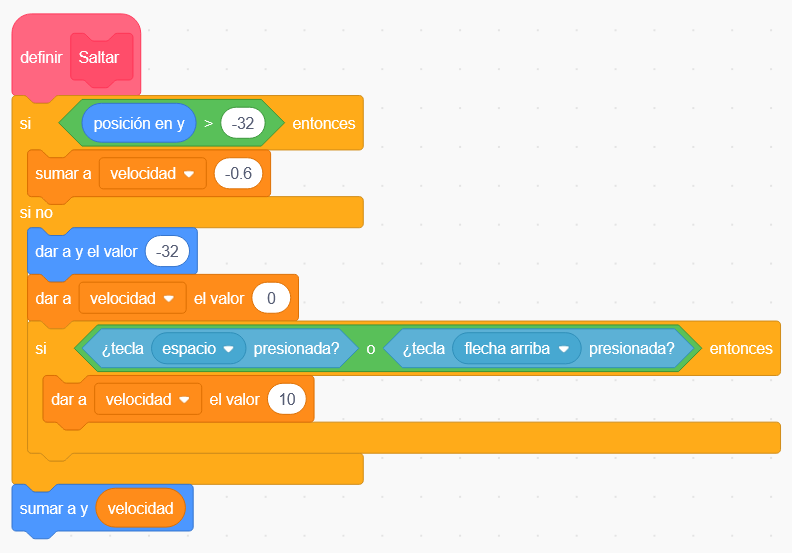 definir Saltar
si posición en y > -32 entonces
sumar a velocidad -0.6
si no
dar a y el valor -32
dar a velocidad el valor 0
si ¿tecla espacio presionada? o ¿tecla flecha arriba presionada? entonces
dar a velocidad el valor 10
sumar a y velocidad